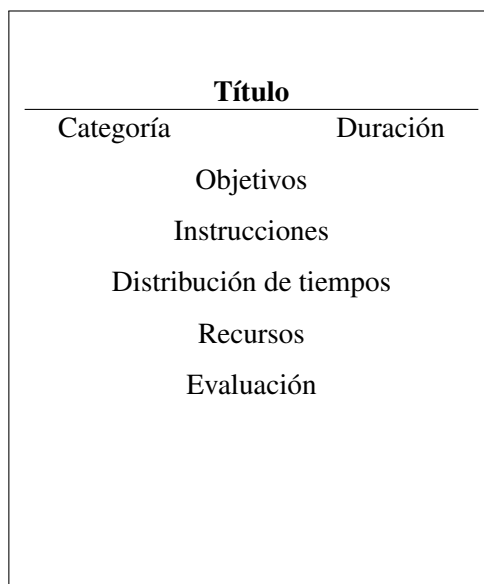 Título
Categoría Duración
Objetivos
Instrucciones
Distribución de tiempos
Recursos
Evaluación